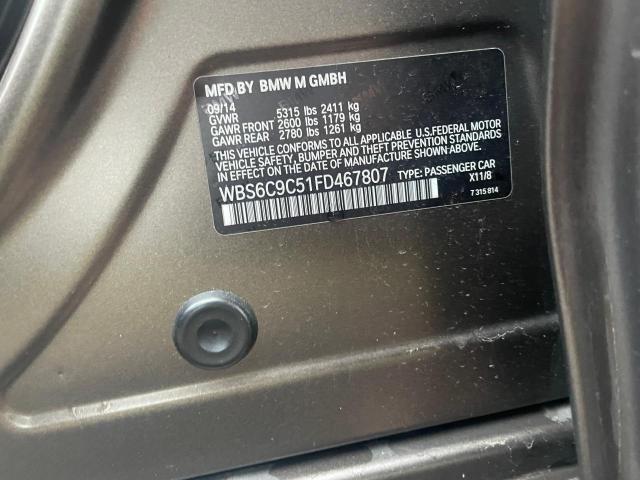 MFD BY BMW M GMBH
09/14
GVWR 5315 lbs 2411 kg
GAWR FRONT 2600 lbs 1179 kg
GAWR REAR 2780 lbs 1261 kg
THIS VEHICLE CONFORMS TO ALL APPLICABLE U.S.FEDERAL MOTOR
VEHICLE SAFETY, BUMPER AND THEFT PREVENTION STANDARDS
IN EFFECT ON THE DATE OF MANUFACTURE SHOWN ABOVE.
WBS6C9C51FD467807 TYPE: PASSENGER CAR
X11/8
7 315 814